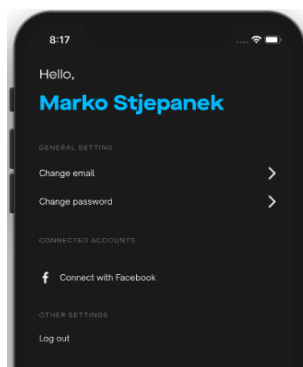 8:17
Hello,
Marko Stjepanek
GENERAL SETTING
Change email
Change password
CONNECTED ACCOUNTS
Connect with Facebook
OTHER SETTINGS
Log out